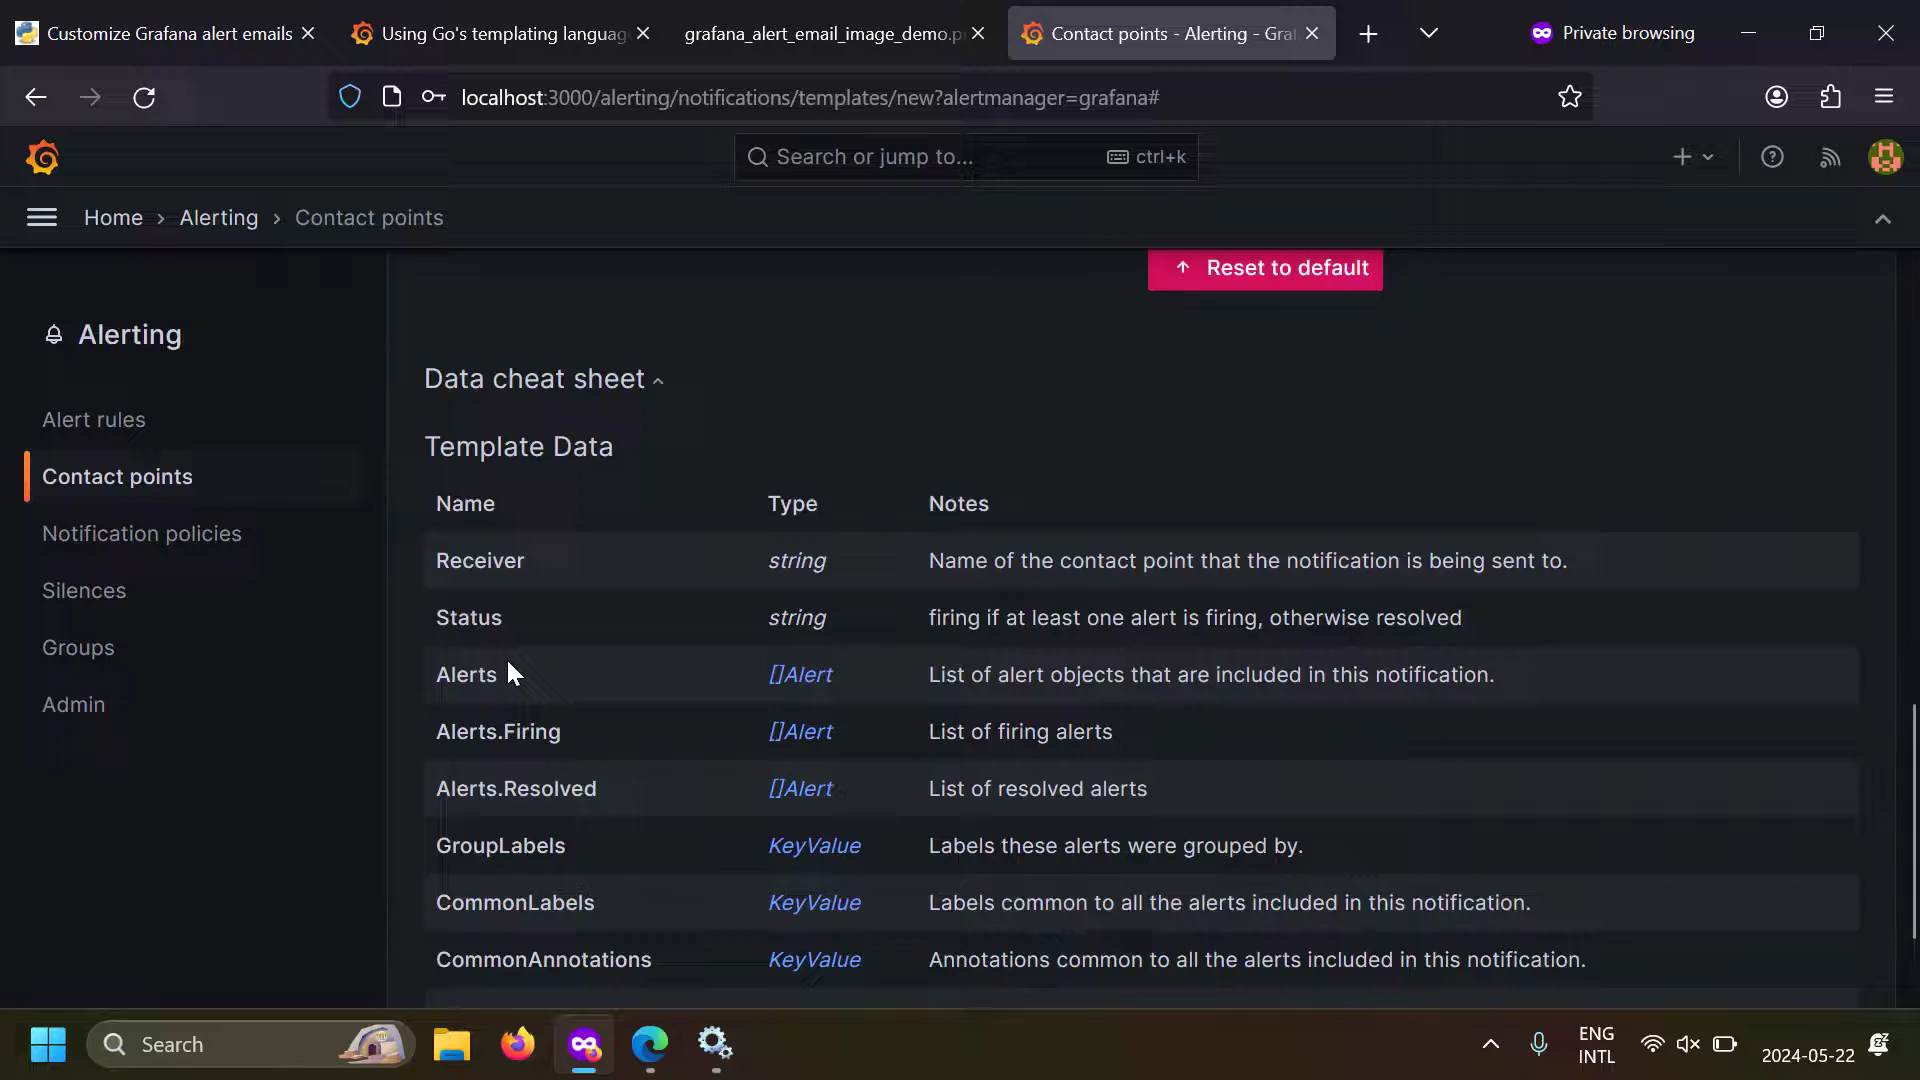 Customize Grafana alert emails
Using Go's templating languag
grafana_alert_email_image_demo.p
Contact points - Alerting - Gra
Private browsing
localhost:3000/alerting/notifications/templates/new?alertmanager=grafana#
Search or jump to...
ctrl+k
Home › Alerting › Contact points
Reset to default
Alerting
Alert rules
Contact points
Notification policies
Silences
Groups
Admin
Data cheat sheet
Template Data
Name Type Notes
Receiver string Name of the contact point that the notification is being sent to.
Status string firing if at least one alert is firing, otherwise resolved
Alerts []Alert List of alert objects that are included in this notification.
Alerts.Firing []Alert List of firing alerts
Alerts.Resolved []Alert List of resolved alerts
GroupLabels KeyValue Labels these alerts were grouped by.
CommonLabels KeyValue Labels common to all the alerts included in this notification.
CommonAnnotations KeyValue Annotations common to all the alerts included in this notification.
Search
ENG
INTL
2024-05-22